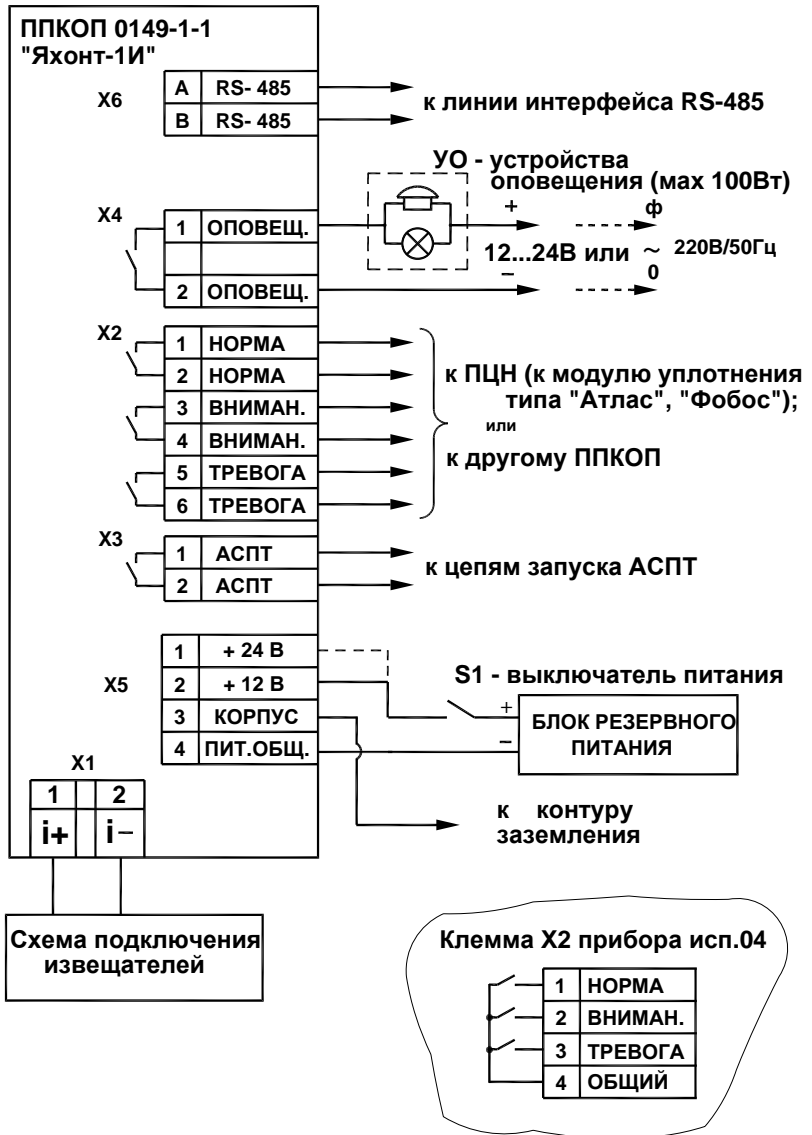 ППКОП 0149-1-1
"Яхонт-1И"
X6
A RS- 485
B RS- 485
к линии интерфейса RS-485
УО - устройства
оповещения (мах 100Вт)
X4
1 ОПОВЕЩ.
+ ф
12...24В или ~ 220В/50Гц
– 0
2 ОПОВЕЩ.
X2
1 НОРМА
2 НОРМА
3 ВНИМАН.
4 ВНИМАН.
5 ТРЕВОГА
6 ТРЕВОГА
к ПЦН (к модулю уплотнения
типа "Атлас", "Фобос");
или
к другому ППКОП
X3
1 АСПТ
2 АСПТ
к цепям запуска АСПТ
X5
1 + 24 В
2 + 12 В
3 КОРПУС
4 ПИТ.ОБЩ.
S1 - выключатель питания
+
–
БЛОК РЕЗЕРВНОГО
ПИТАНИЯ
к контуру
заземления
X1
1 2
i+ i–
Схема подключения
извещателей
Клемма X2 прибора исп.04
1 НОРМА
2 ВНИМАН.
3 ТРЕВОГА
4 ОБЩИЙ